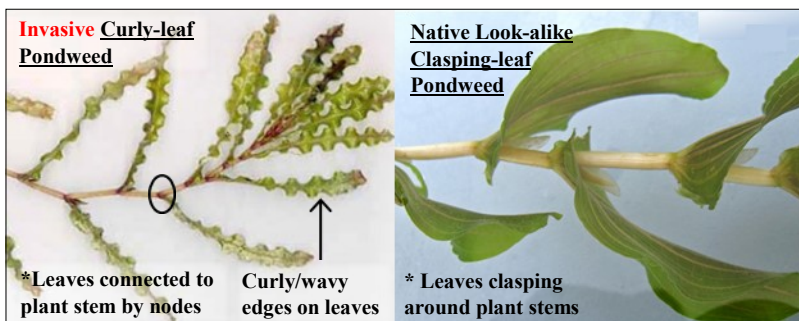 Invasive Curly-leaf
Pondweed
*Leaves connected to
plant stem by nodes
Curly/wavy
edges on leaves
Native Look-alike
Clasping-leaf
Pondweed
* Leaves clasping
around plant stems